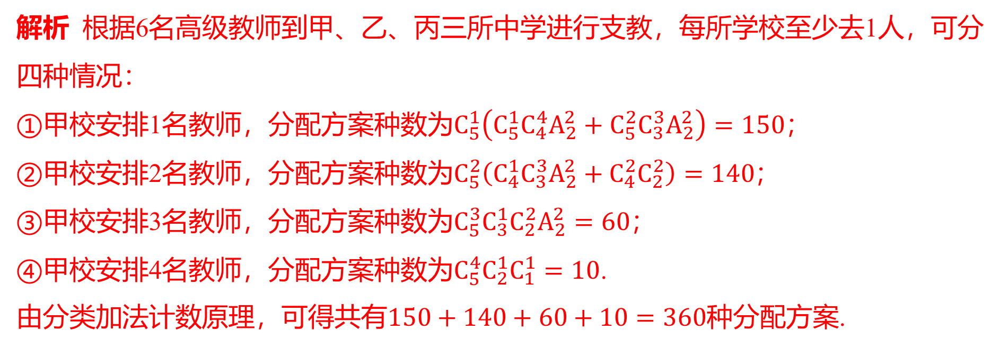 解析 根据6名高级教师到甲、乙、丙三所中学进行支教，每所学校至少去1人，可分
四种情况：
①甲校安排1名教师，分配方案种数为$C_5^1(C_5^1C_4^4A_2^2+C_5^2C_3^3A_2^2)=150$；
②甲校安排2名教师，分配方案种数为$C_5^2(C_4^1C_3^3A_2^2+C_4^2C_2^2)=140$；
③甲校安排3名教师，分配方案种数为$C_5^3C_3^1C_2^2A_2^2=60$；
④甲校安排4名教师，分配方案种数为$C_5^4C_2^1C_1^1=10$.
由分类加法计数原理，可得共有$150+140+60+10=360$种分配方案.